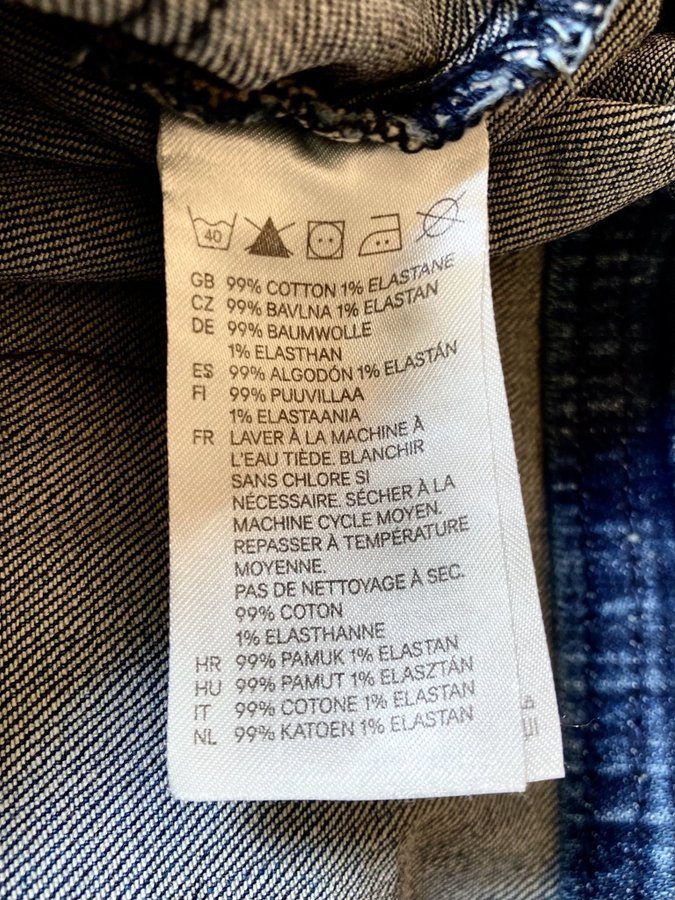 40
GB 99% COTTON 1% ELASTANE
CZ 99% BAVLNA 1% ELASTAN
DE 99% BAUMWOLLE
1% ELASTHAN
ES 99% ALGODÓN 1% ELASTÁN
FI 99% PUUVILLAA
1% ELASTAANIA
FR LAVER À LA MACHINE À
L'EAU TIÈDE. BLANCHIR
SANS CHLORE SI
NÉCESSAIRE. SÉCHER À LA
MACHINE CYCLE MOYEN.
REPASSER À TEMPÉRATURE
MOYENNE.
PAS DE NETTOYAGE À SEC.
99% COTON
1% ELASTHANNE
HR 99% PAMUK 1% ELASTAN
HU 99% PAMUT 1% ELASZTÁN
IT 99% COTONE 1% ELASTAN
NL 99% KATOEN 1% ELASTAN